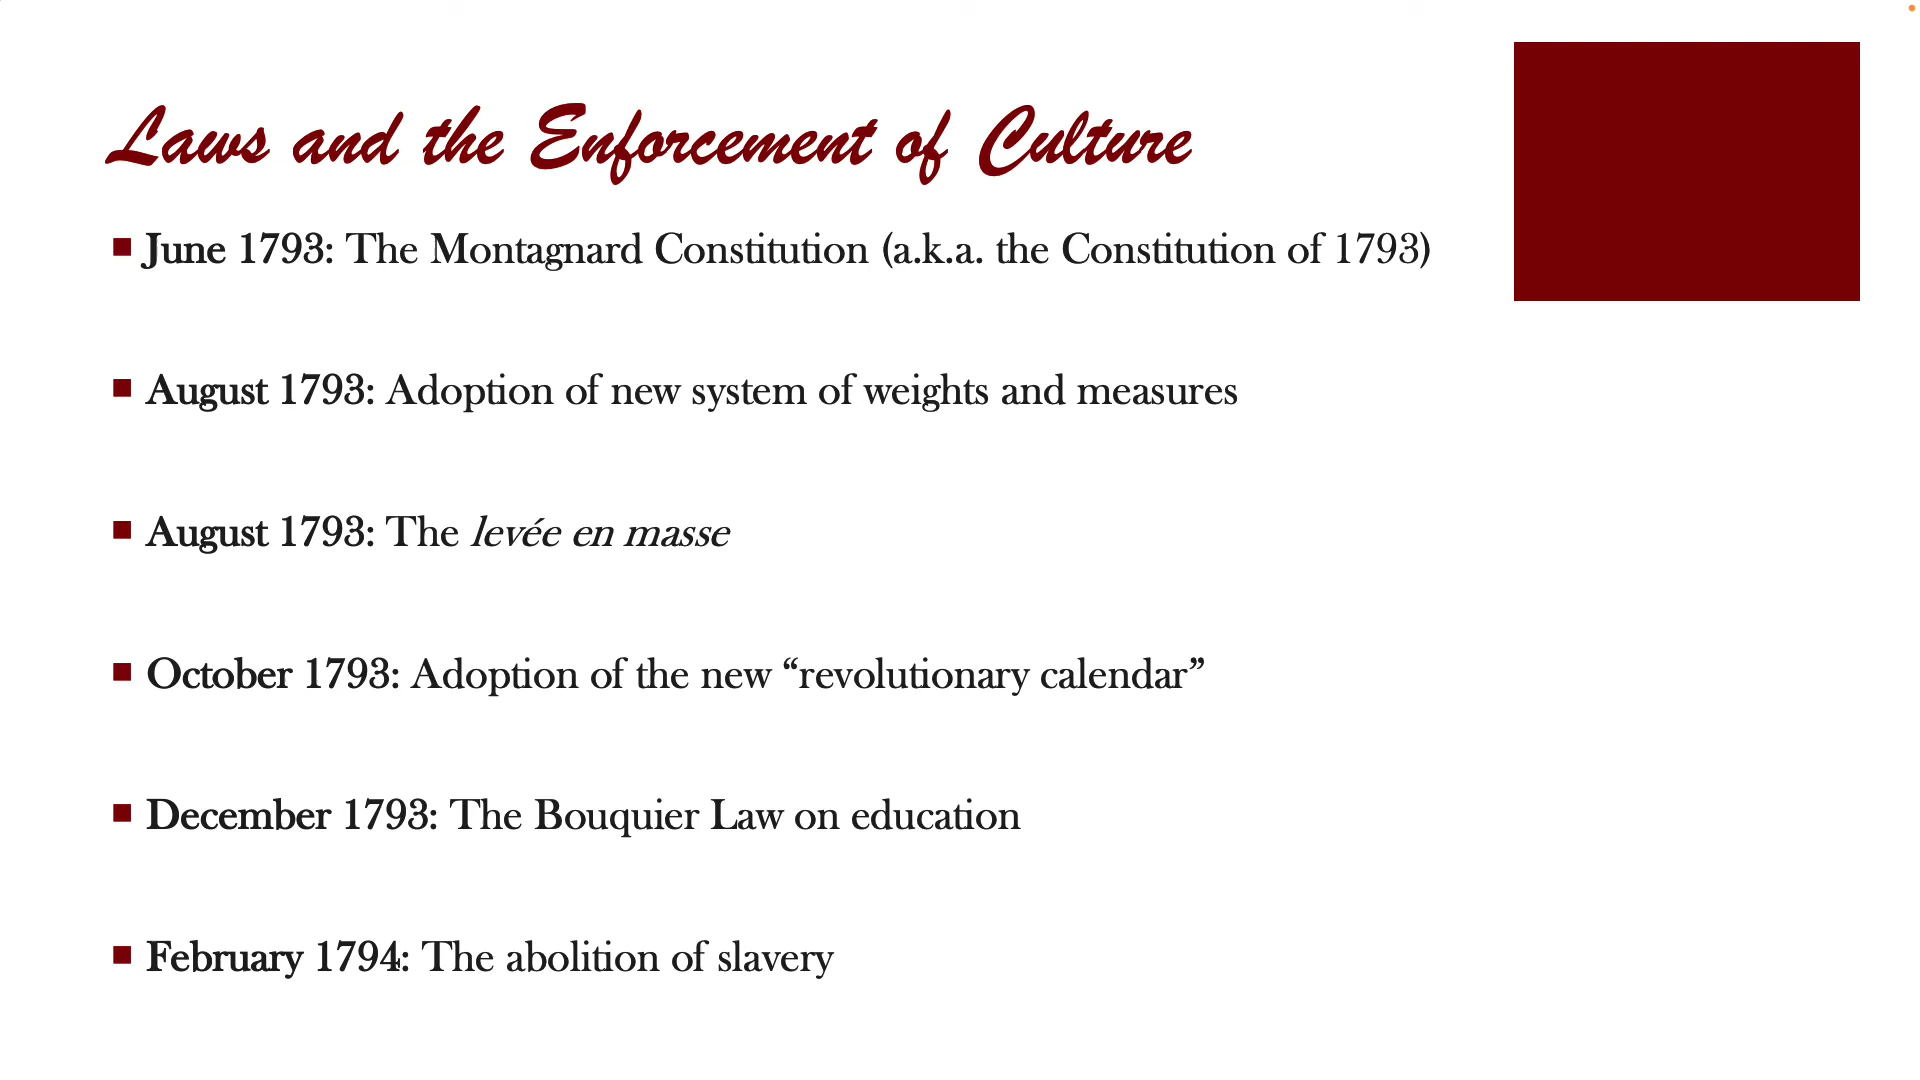 Laws and the Enforcement of Culture
June 1793: The Montagnard Constitution (a.k.a. the Constitution of 1793)
August 1793: Adoption of new system of weights and measures
August 1793: The levée en masse
October 1793: Adoption of the new “revolutionary calendar”
December 1793: The Bouquier Law on education
February 1794: The abolition of slavery